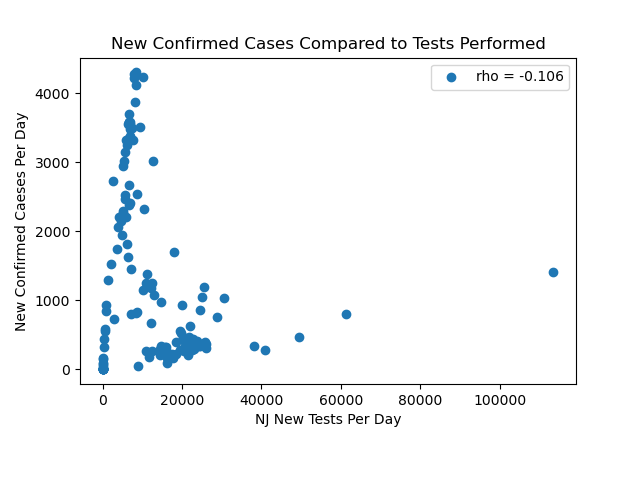 New Confirmed Cases Compared to Tests Performed
rho = -0.106
New Confirmed Caeses Per Day
4000
3000
2000
1000
0
0 20000 40000 60000 80000 100000
NJ New Tests Per Day